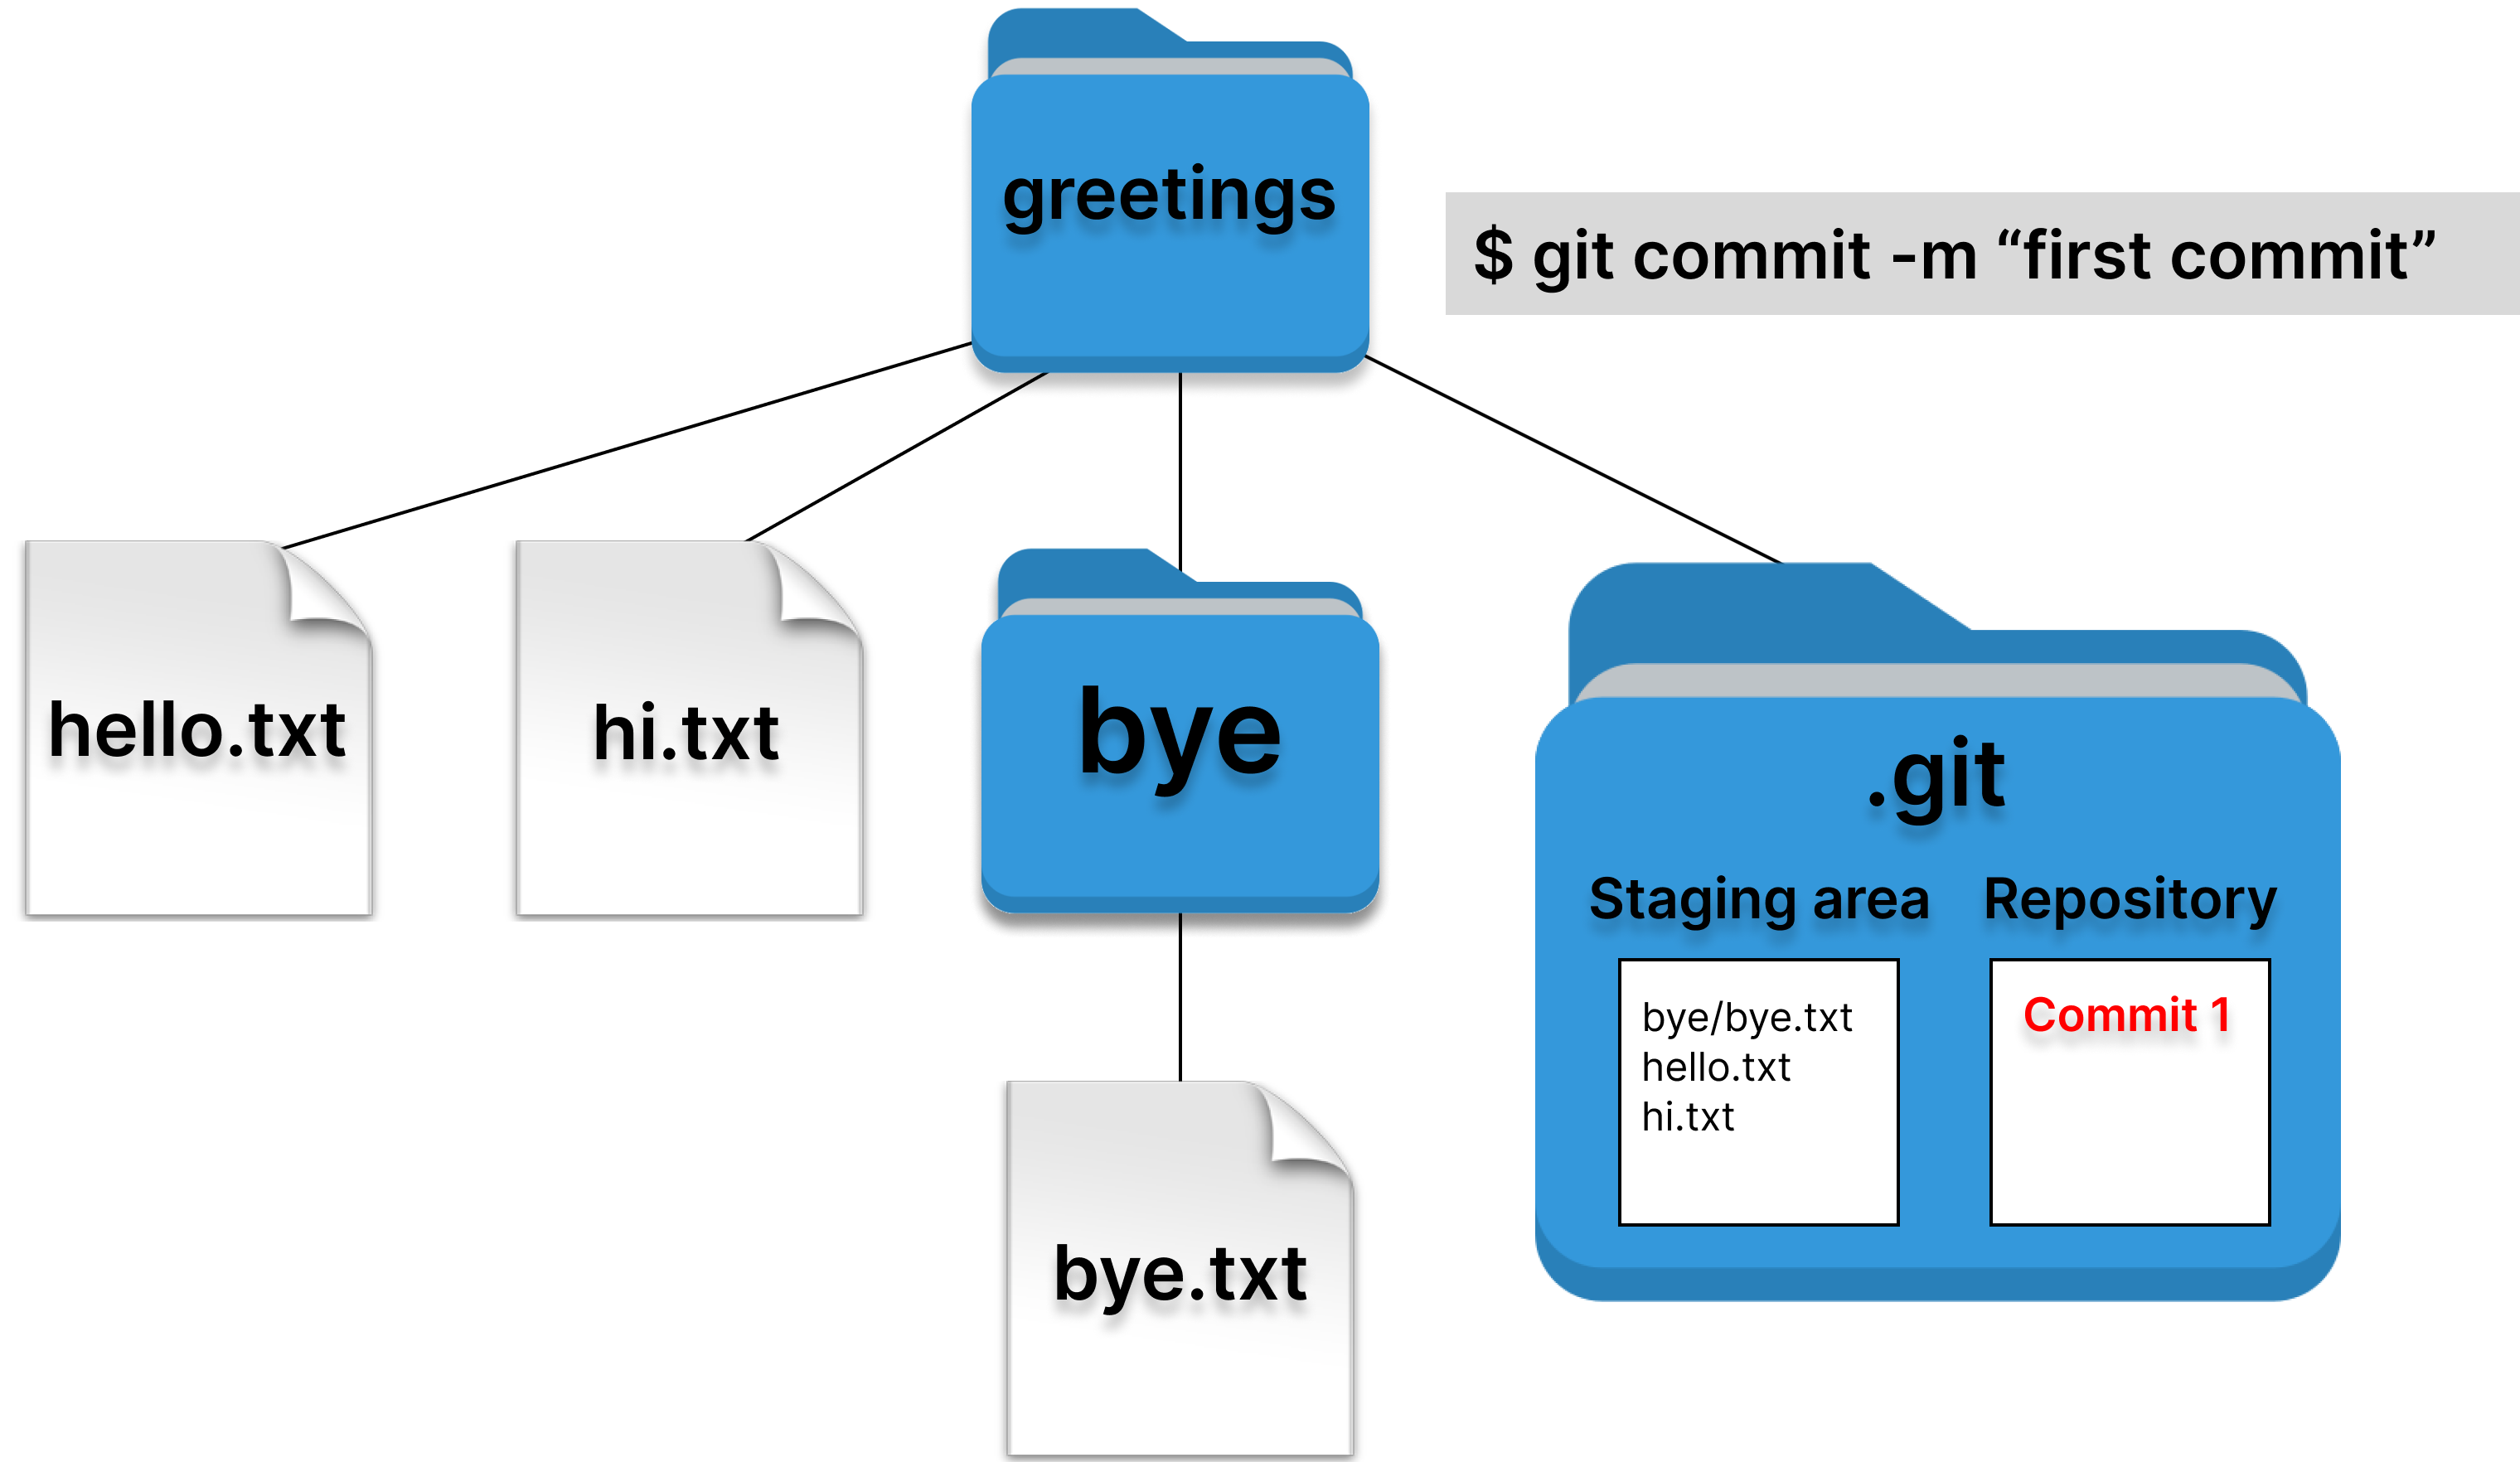 greetings
$ git commit -m “first commit”
hello.txt
hi.txt
bye
.git
Staging area
Repository
bye/bye.txt
hello.txt
hi.txt
Commit 1
bye.txt